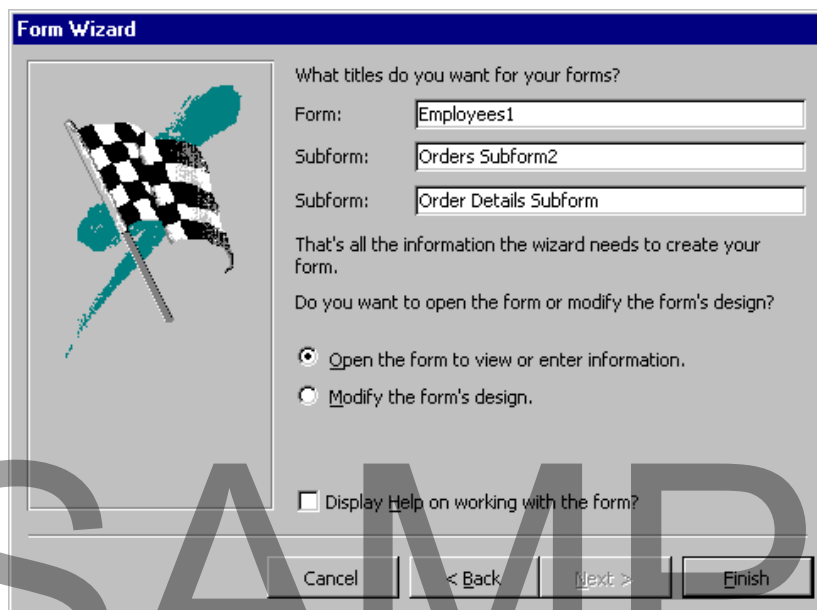 Form Wizard
What titles do you want for your forms?
Form: Employees1
Subform: Orders Subform2
Subform: Order Details Subform
That's all the information the wizard needs to create your
form.
Do you want to open the form or modify the form's design?
Open the form to view or enter information.
Modify the form's design.
Display Help on working with the form?
Cancel < Back Next > Finish
SAMP